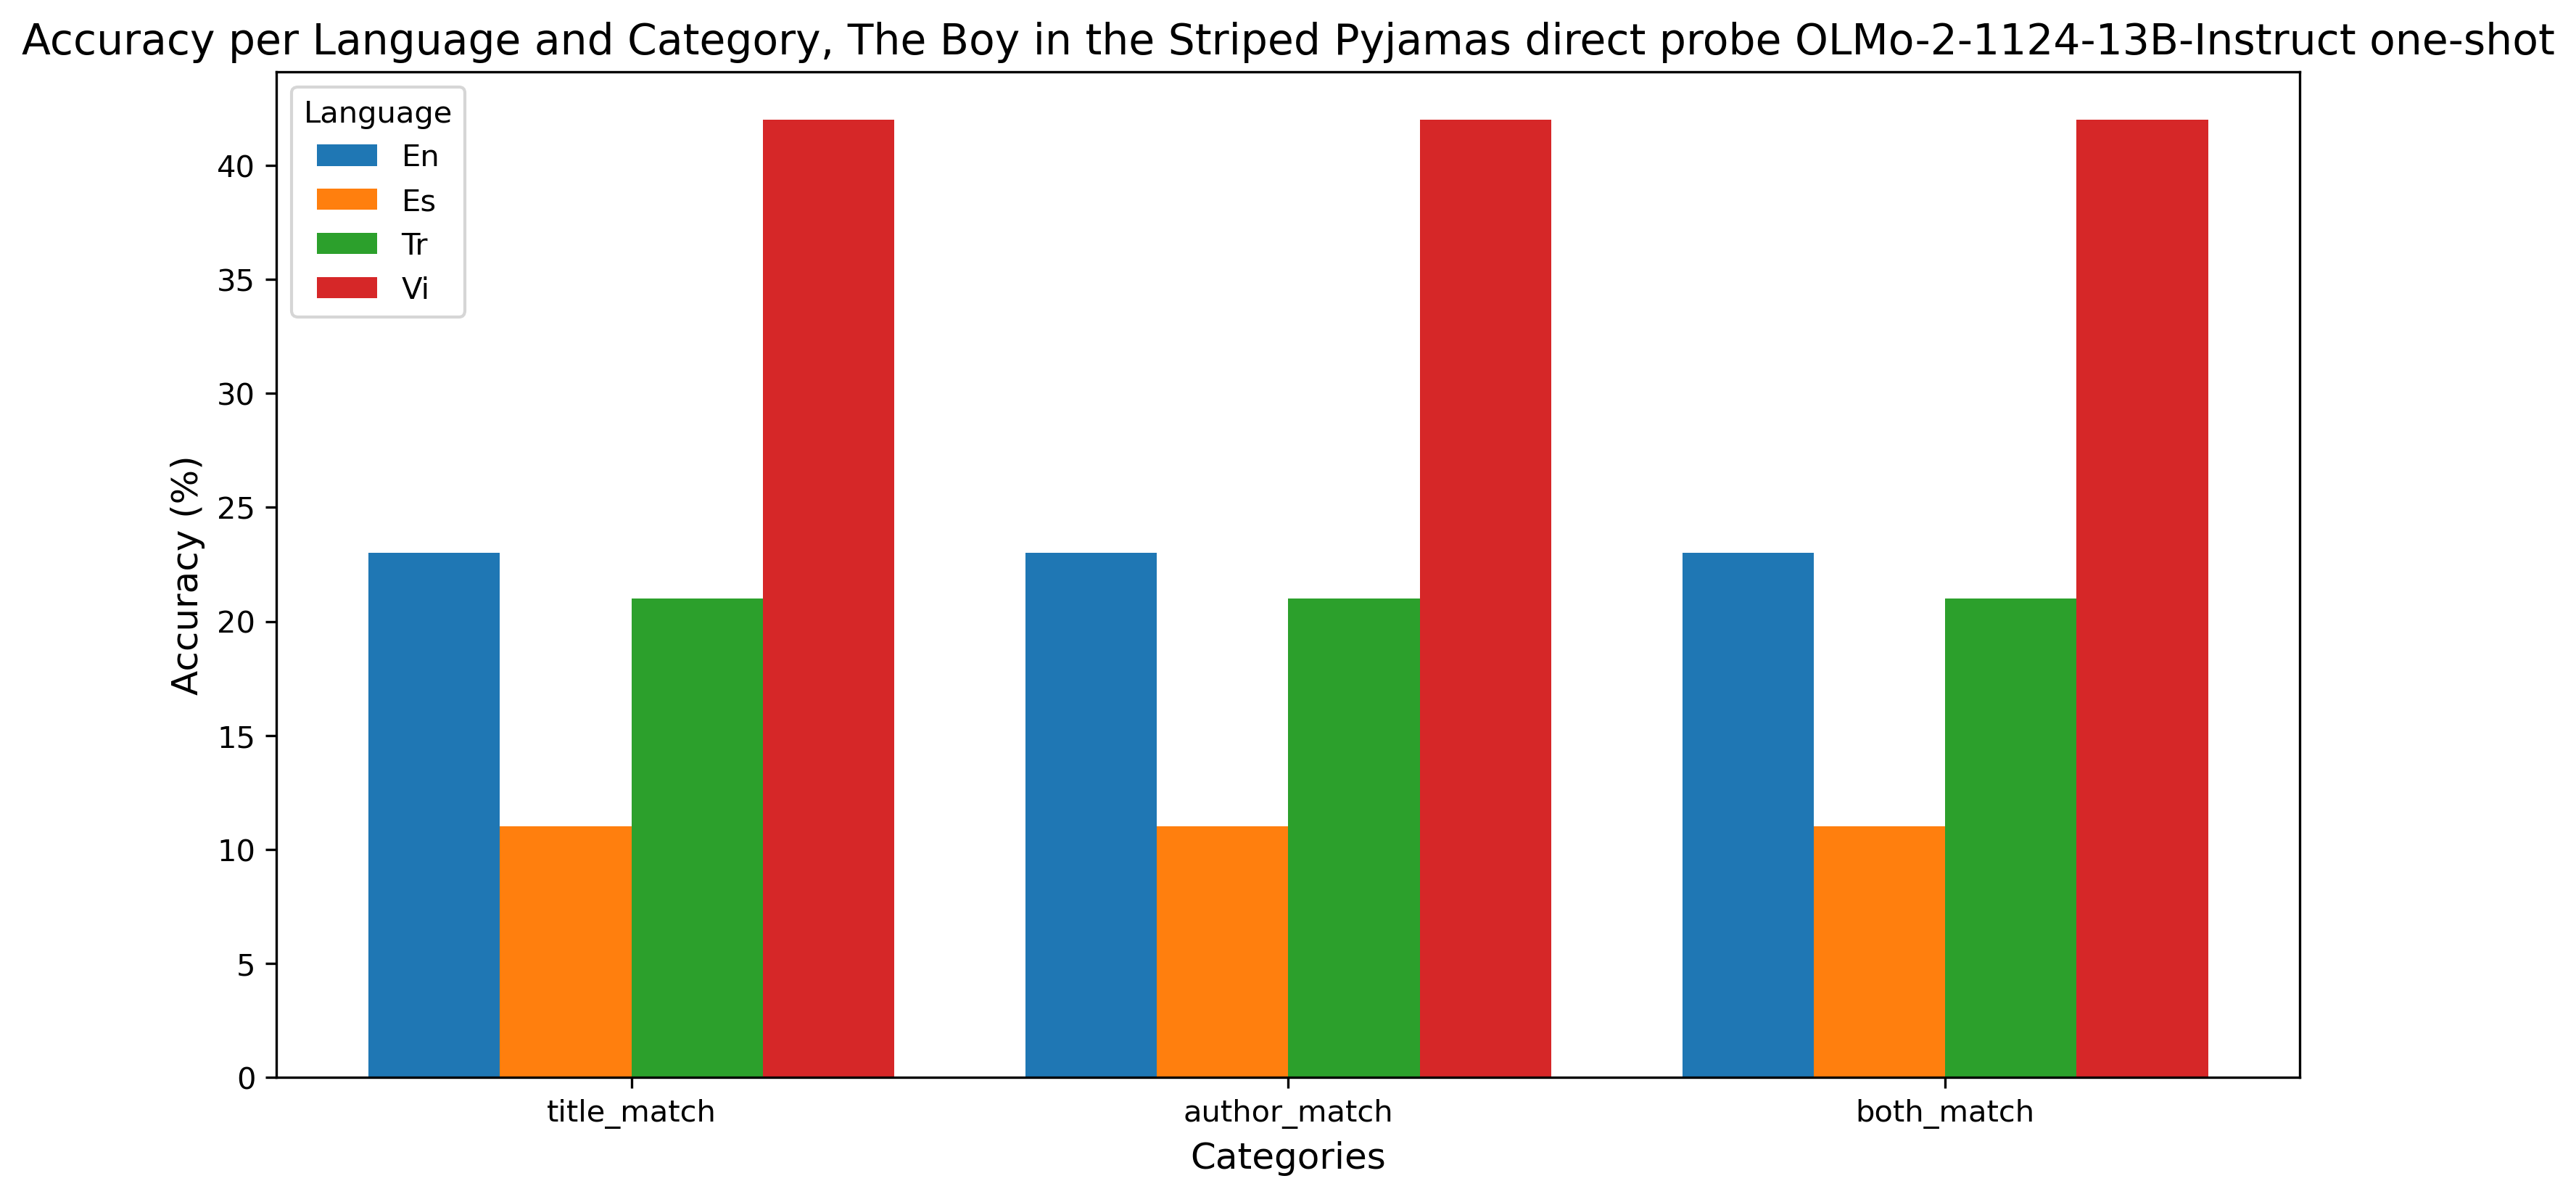 Accuracy per Language and Category, The Boy in the Striped Pyjamas direct probe OLMo-2-1124-13B-Instruct one-shot
Language
En
Es
Tr
Vi
Accuracy (%)
40
35
30
25
20
15
10
5
0
title_match author_match both_match
Categories